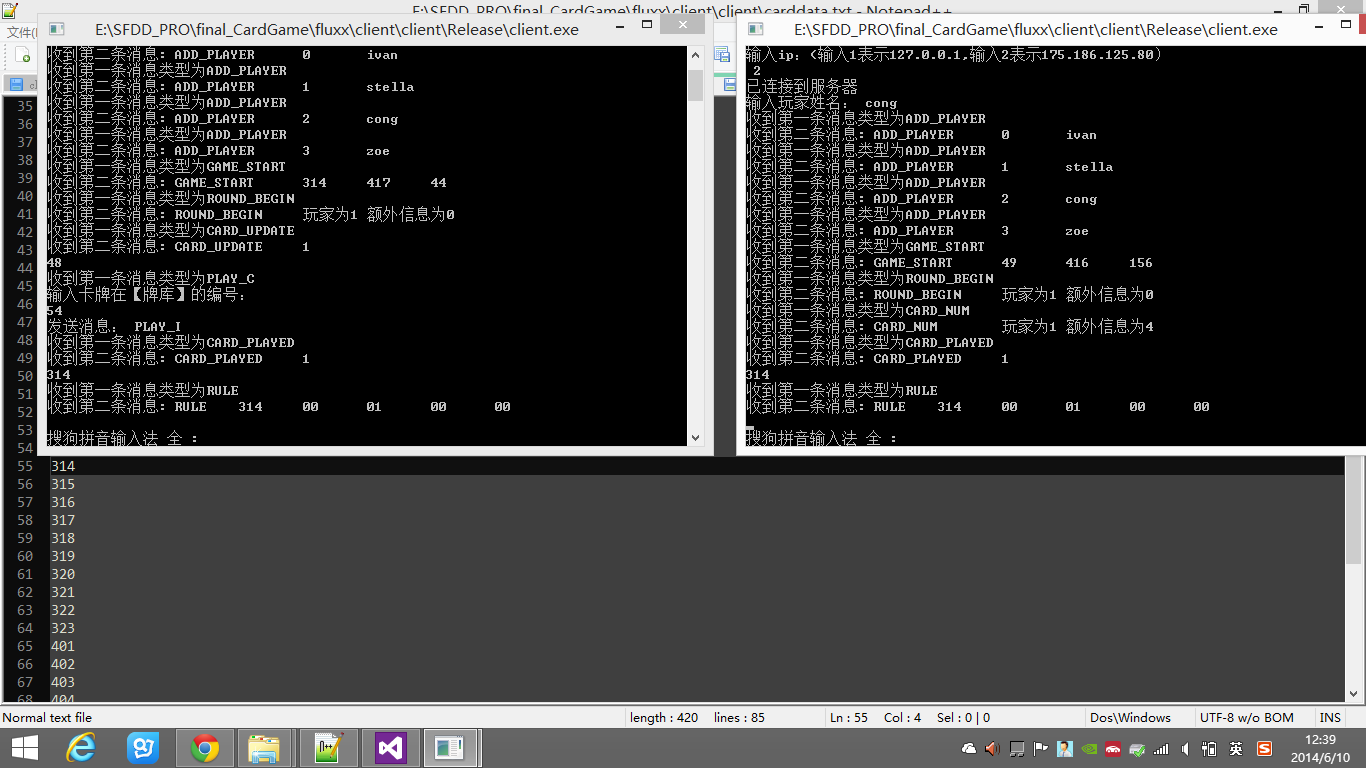 E:\SFDD_PRO\final_CardGame\fluxx\client\client\carddata.txt - Notepad++
E:\SFDD_PRO\final_CardGame\fluxx\client\client\Release\client.exe
收到第二条消息: ADD_PLAYER 0 ivan
收到第一条消息类型为ADD_PLAYER
收到第二条消息: ADD_PLAYER 1 stella
收到第一条消息类型为ADD_PLAYER
收到第二条消息: ADD_PLAYER 2 cong
收到第一条消息类型为ADD_PLAYER
收到第二条消息: ADD_PLAYER 3 zoe
收到第一条消息类型为GAME_START
收到第二条消息: GAME_START 314 417 44
收到第一条消息类型为ROUND_BEGIN
收到第二条消息: ROUND_BEGIN 玩家为1 额外信息为0
收到第一条消息类型为CARD_UPDATE
收到第二条消息: CARD_UPDATE 1
48
收到第一条消息类型为PLAY_C
输入卡牌在【牌库】的编号:
54
发送消息: PLAY_I
收到第一条消息类型为CARD_PLAYED
收到第二条消息: CARD_PLAYED 1
314
收到第一条消息类型为RULE
收到第二条消息: RULE 314 00 01 00 00
搜狗拼音输入法 全 :
E:\SFDD_PRO\final_CardGame\fluxx\client\client\Release\client.exe
输入ip:(输入1表示127.0.0.1,输入2表示175.186.125.80)
2
已连接到服务器
输入玩家姓名: cong
收到第一条消息类型为ADD_PLAYER
收到第二条消息: ADD_PLAYER 0 ivan
收到第一条消息类型为ADD_PLAYER
收到第二条消息: ADD_PLAYER 1 stella
收到第一条消息类型为ADD_PLAYER
收到第二条消息: ADD_PLAYER 2 cong
收到第一条消息类型为ADD_PLAYER
收到第二条消息: ADD_PLAYER 3 zoe
收到第一条消息类型为GAME_START
收到第二条消息: GAME_START 49 416 156
收到第一条消息类型为ROUND_BEGIN
收到第二条消息: ROUND_BEGIN 玩家为1 额外信息为0
收到第一条消息类型为CARD_NUM
收到第二条消息: CARD_NUM 玩家为1 额外信息为4
收到第一条消息类型为CARD_PLAYED
收到第二条消息: CARD_PLAYED 1
314
收到第一条消息类型为RULE
收到第二条消息: RULE 314 00 01 00 00
搜狗拼音输入法 全 :
文件(
35
36
37
38
39
40
41
42
43
44
45
46
47
48
49
50
51
52
53
54
55 314
56 315
57 316
58 317
59 318
60 319
61 320
62 321
63 322
64 323
65 401
66 402
67 403
68 404
Normal text file length : 420 lines : 85 Ln : 55 Col : 4 Sel : 0 | 0 Dos\Windows UTF-8 w/o BOM INS
英
12:39
2014/6/10